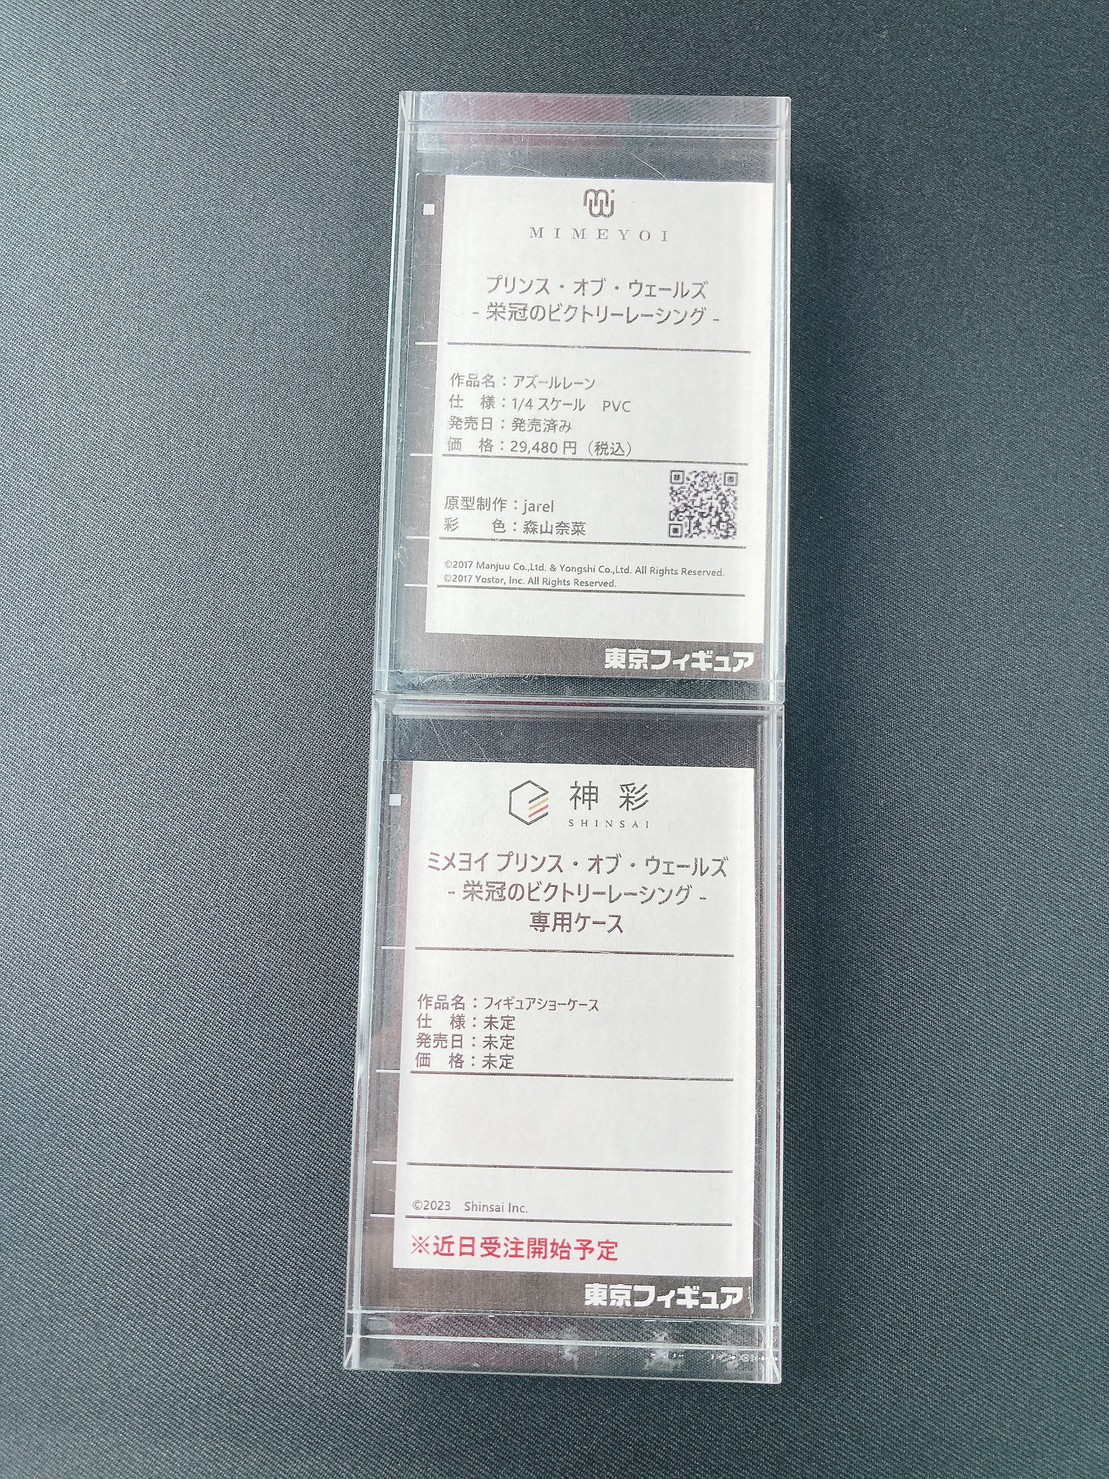 MIMEYOI
プリンス・オブ・ウェールズ
- 栄冠のビクトリーレーシング -
作品名：アズールレーン
仕　様：1/4 スケール　PVC
発売日：発売済み
価　格：29,480 円（税込）
原型制作：jarel
彩　　色：森山奈菜
©2017 Manjuu Co.,Ltd. & Yongshi Co.,Ltd. All Rights Reserved.
©2017 Yostar, Inc. All Rights Reserved.
東京フィギュア
神彩
SHINSAI
ミメヨイ プリンス・オブ・ウェールズ
- 栄冠のビクトリーレーシング -
専用ケース
作品名：フィギュアショーケース
仕　様：未定
発売日：未定
価　格：未定
©2023　Shinsai Inc.
※近日受注開始予定
東京フィギュア